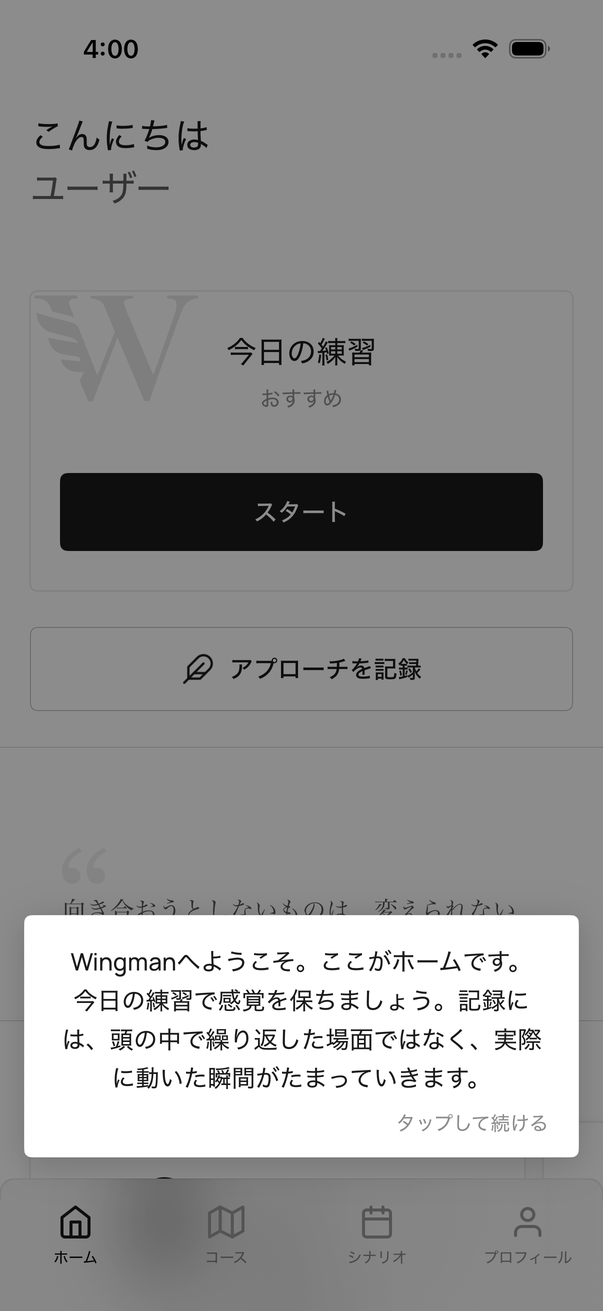 4:00
こんにちは
ユーザー
W
今日の練習
おすすめ
スタート
アプローチを記録
“
向き合おうとしないものは、変えられない
Wingmanへようこそ。ここがホームです。
今日の練習で感覚を保ちましょう。記録に
は、頭の中で繰り返した場面ではなく、実際
に動いた瞬間がたまっていきます。
タップして続ける
ホーム
コース
シナリオ
プロフィール